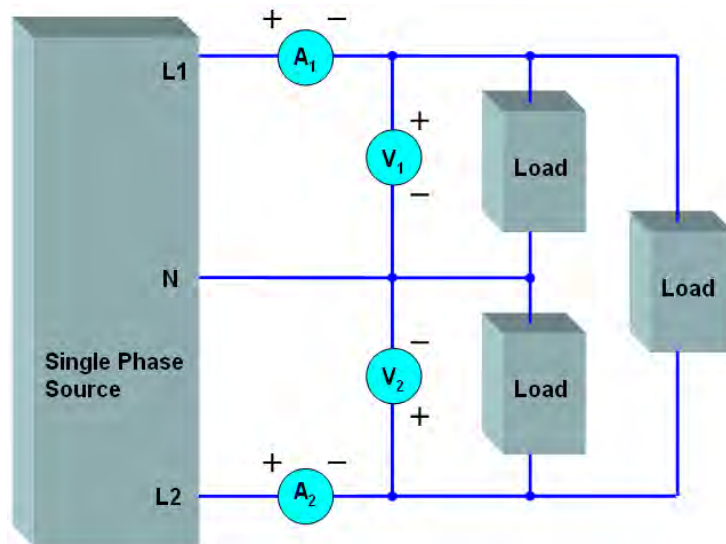 + −
A₁
L1
+
V₁
−
Load
N
Load
−
V₂
+
Load
Single Phase
Source
+ −
L2
A₂